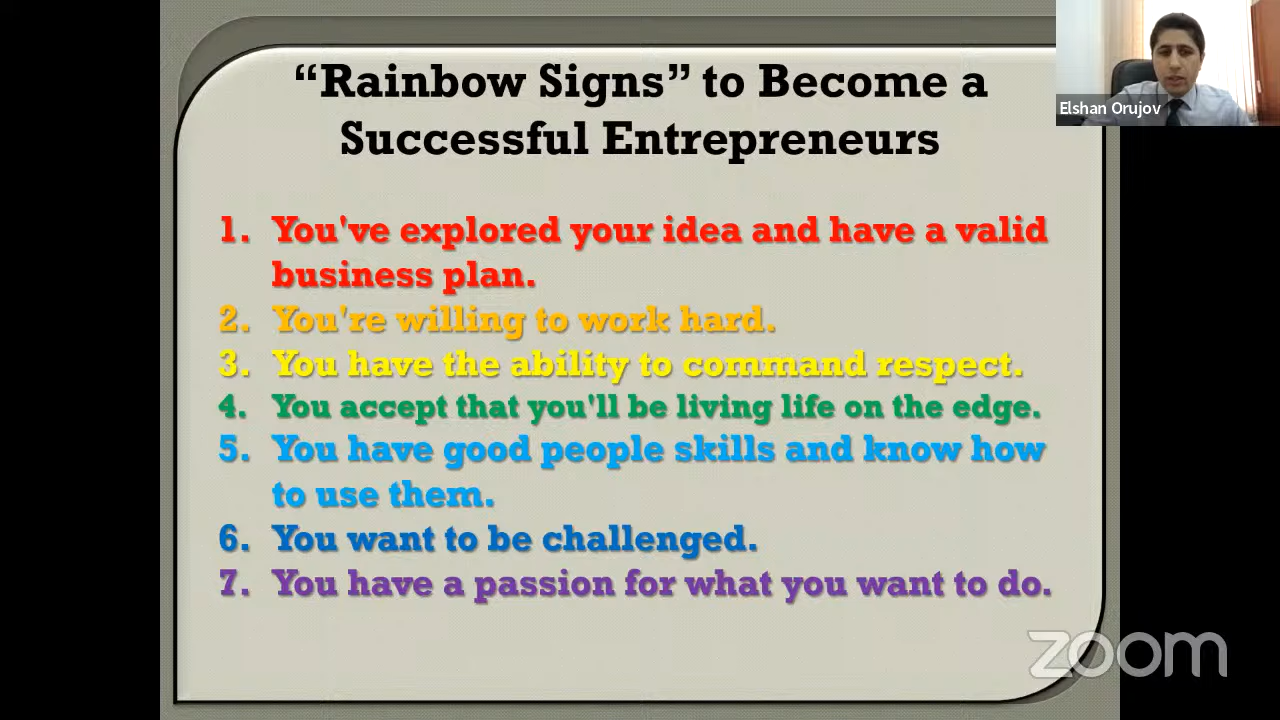 “Rainbow Signs” to Become a
Successful Entrepreneurs
Elshan Orujov
1. You've explored your idea and have a valid
business plan.
2. You're willing to work hard.
3. You have the ability to command respect.
4. You accept that you'll be living life on the edge.
5. You have good people skills and know how
to use them.
6. You want to be challenged.
7. You have a passion for what you want to do.
zoom